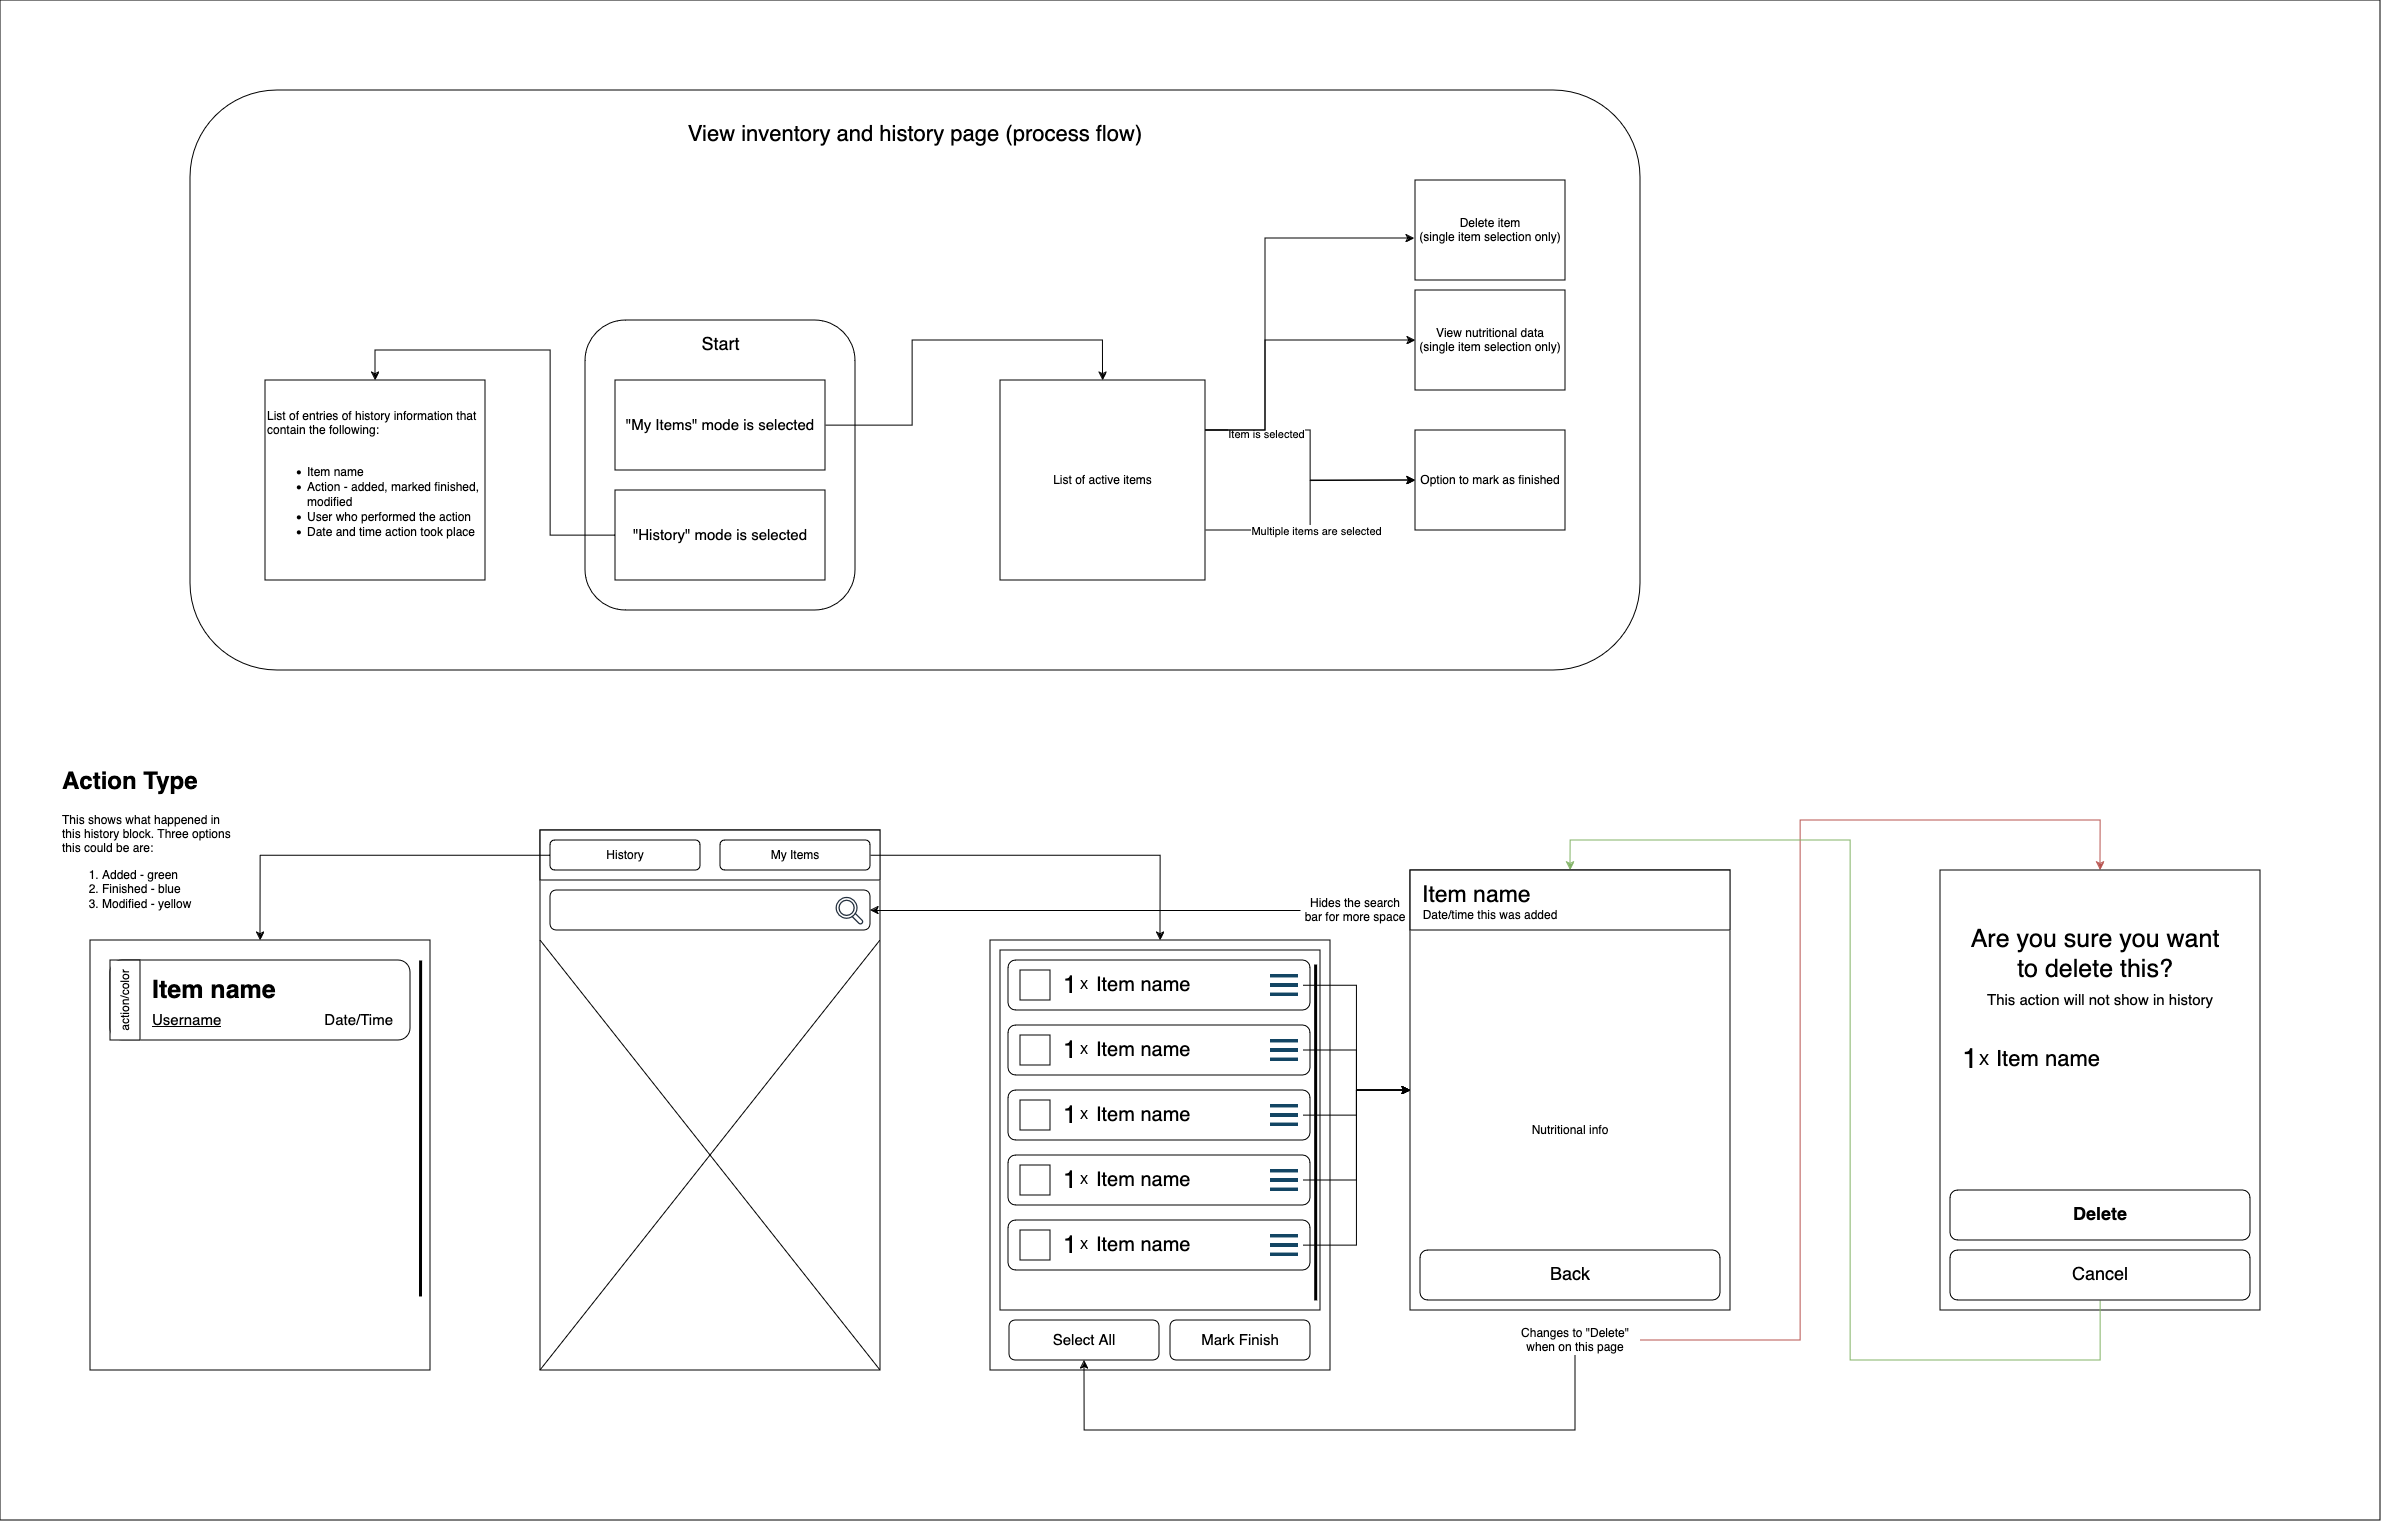 View inventory and history page (process flow)
Delete item
(single item selection only)
View nutritional data
(single item selection only)
Start
"My Items" mode is selected
"History" mode is selected
List of entries of history information that
contain the following:
• Item name
• Action - added, marked finished,
modified
• User who performed the action
• Date and time action took place
List of active items
Item is selected
Multiple items are selected
Option to mark as finished
Action Type
This shows what happened in
this history block. Three options
this could be are:
1. Added - green
2. Finished - blue
3. Modified - yellow
action/color
Item name
Username
Date/Time
History
My Items
Hides the search
bar for more space
1 x Item name
1 x Item name
1 x Item name
1 x Item name
1 x Item name
Select All
Mark Finish
Item name
Date/time this was added
Nutritional info
Back
Changes to "Delete"
when on this page
Are you sure you want
to delete this?
This action will not show in history
1 x Item name
Delete
Cancel